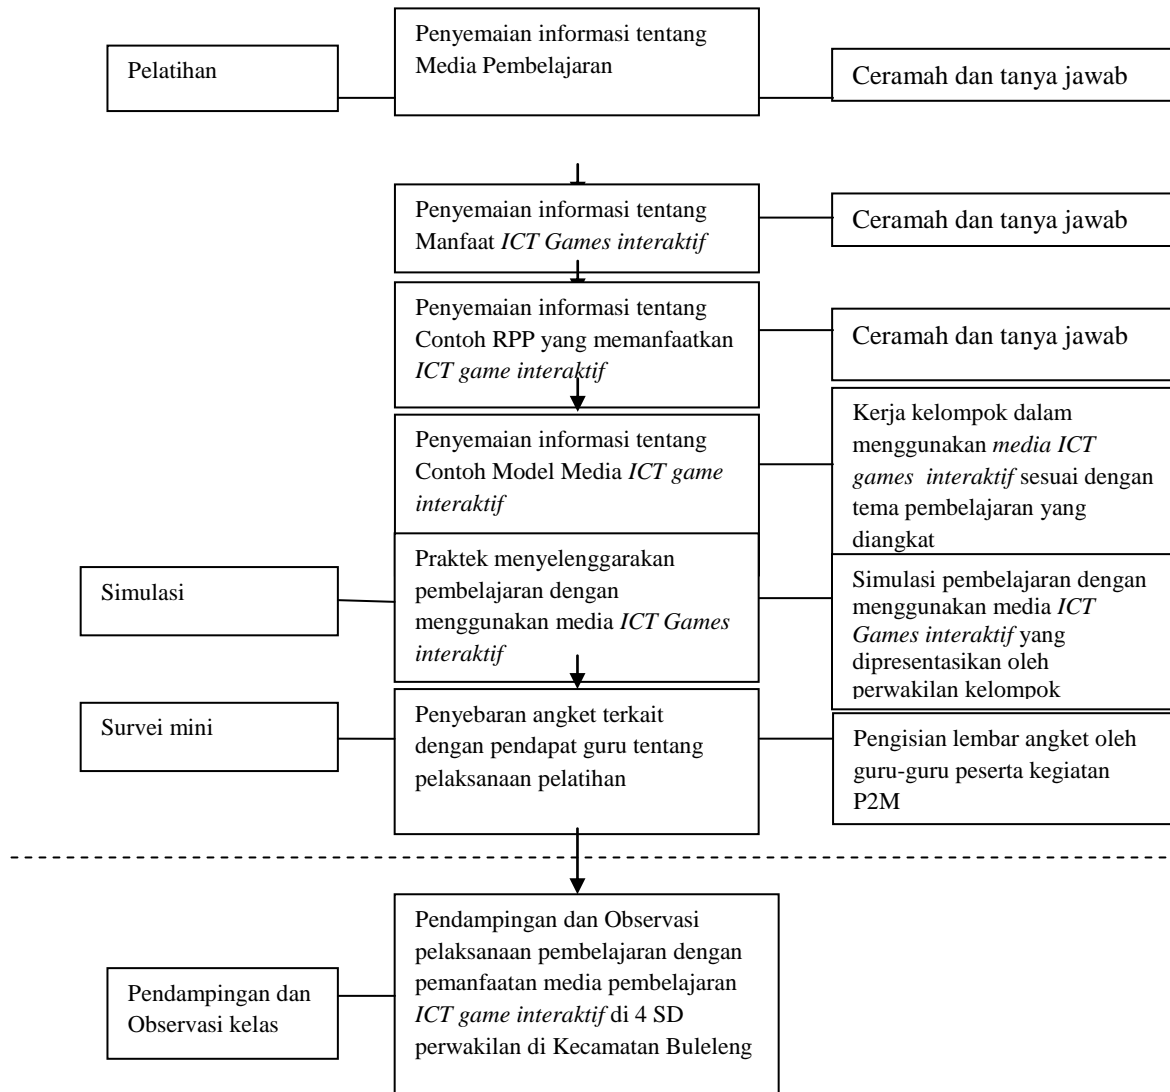 Pelatihan
Penyemaian informasi tentang
Media Pembelajaran
Ceramah dan tanya jawab
Penyemaian informasi tentang
Manfaat ICT Games interaktif
Ceramah dan tanya jawab
Penyemaian informasi tentang
Contoh RPP yang memanfaatkan
ICT game interaktif
Ceramah dan tanya jawab
Penyemaian informasi tentang
Contoh Model Media ICT game
interaktif
Kerja kelompok dalam
menggunakan media ICT
games interaktif sesuai dengan
tema pembelajaran yang
diangkat
Simulasi
Praktek menyelenggarakan
pembelajaran dengan
menggunakan media ICT Games
interaktif
Simulasi pembelajaran dengan
menggunakan media ICT
Games interaktif yang
dipresentasikan oleh
perwakilan kelompok
Survei mini
Penyebaran angket terkait
dengan pendapat guru tentang
pelaksanaan pelatihan
Pengisian lembar angket oleh
guru-guru peserta kegiatan
P2M
Pendampingan dan
Observasi kelas
Pendampingan dan Observasi
pelaksanaan pembelajaran dengan
pemanfaatan media pembelajaran
ICT game interaktif di 4 SD
perwakilan di Kecamatan Buleleng